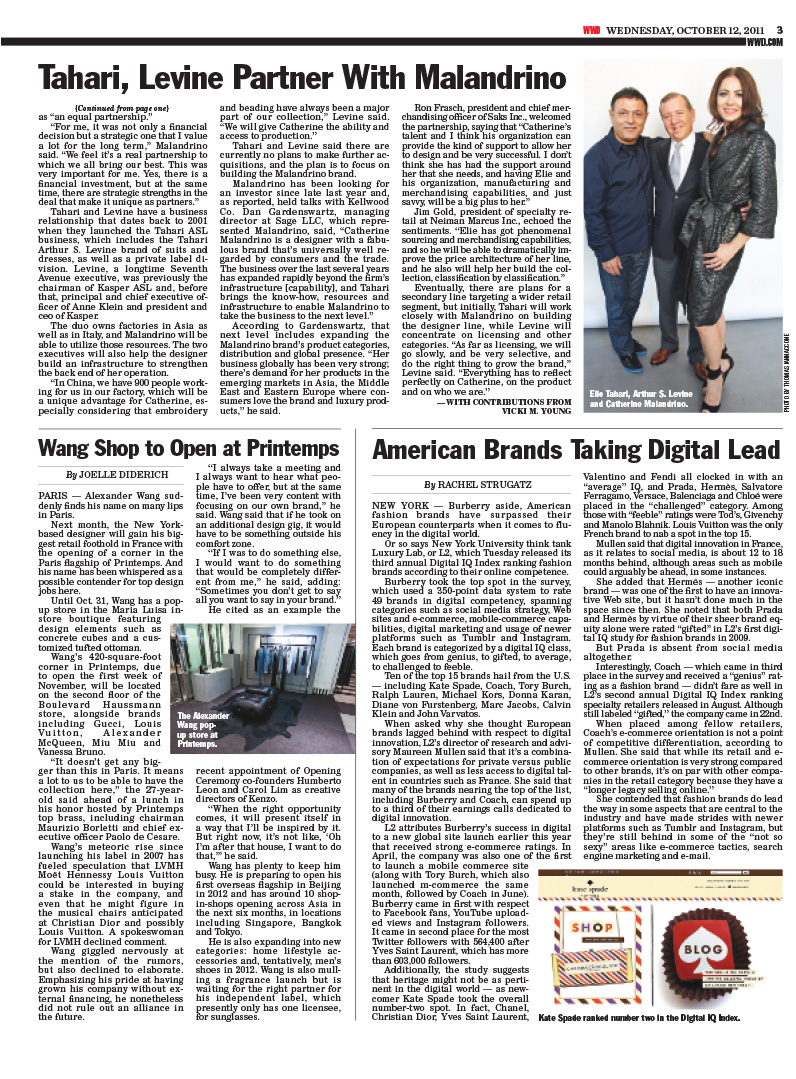 WWD WEDNESDAY, OCTOBER 12, 2011 3
WWD.COM
Tahari, Levine Partner With Malandrino
{Continued from page one}
as “an equal partnership.”
“For me, it was not only a financial
decision but a strategic one that I value
a lot for the long term,” Malandrino
said. “We feel it’s a real partnership to
which we all bring our best. This was
very important for me. Yes, there is a
financial investment, but at the same
time, there are strategic strengths in the
deal that make it unique as partners.”
Tahari and Levine have a business
relationship that dates back to 2001
when they launched the Tahari ASL
business, which includes the Tahari
Arthur S. Levine brand of suits and
dresses, as well as a private label di-
vision. Levine, a longtime Seventh
Avenue executive, was previously the
chairman of Kasper ASL and, before
that, principal and chief executive of-
ficer of Anne Klein and president and
ceo of Kasper.
The duo owns factories in Asia as
well as in Italy, and Malandrino will be
able to utilize those resources. The two
executives will also help the designer
build an infrastructure to strengthen
the back end of her operation.
“In China, we have 900 people work-
ing for us in our factory, which will be
a unique advantage for Catherine, es-
pecially considering that embroidery
and beading have always been a major
part of our collection,” Levine said.
“We will give Catherine the ability and
access to production.”
Tahari and Levine said there are
currently no plans to make further ac-
quisitions, and the plan is to focus on
building the Malandrino brand.
Malandrino has been looking for
an investor since late last year and,
as reported, held talks with Kellwood
Co. Dan Gardenswartz, managing
director at Sage LLC, which repre-
sented Malandrino, said, “Catherine
Malandrino is a designer with a fabu-
lous brand that’s universally well re-
garded by consumers and the trade.
The business over the last several years
has expanded rapidly beyond the firm’s
infrastructure [capability], and Tahari
brings the know-how, resources and
infrastructure to enable Malandrino to
take the business to the next level.”
According to Gardenswartz, that
next level includes expanding the
Malandrino brand’s product categories,
distribution and global presence. “Her
business globally has been very strong;
there’s demand for her products in the
emerging markets in Asia, the Middle
East and Eastern Europe where con-
sumers love the brand and luxury prod-
ucts,” he said.
Ron Frasch, president and chief mer-
chandising officer of Saks Inc., welcomed
the partnership, saying that “Catherine’s
talent and I think his organization can
provide the kind of support to allow her
to design and be very successful. I don’t
think she has had the support around
her that she needs, and having Elie and
his organization, manufacturing and
merchandising capabilities, and just
savvy, will be a big plus to her.”
Jim Gold, president of specialty re-
tail at Neiman Marcus Inc., echoed the
sentiments. “Elie has got phenomenal
sourcing and merchandising capabilities,
and so he will be able to dramatically im-
prove the price architecture of her line,
and he also will help her build the col-
lection, classification by classification.”
Eventually, there are plans for a
secondary line targeting a wider retail
segment, but initially, Tahari will work
closely with Malandrino on building
the designer line, while Levine will
concentrate on licensing and other
categories. “As far as licensing, we will
go slowly, and be very selective, and
do the right thing to grow the brand,”
Levine said. “Everything has to reflect
perfectly on Catherine, on the product
and on who we are.”
— WITH CONTRIBUTIONS FROM
VICKI M. YOUNG
Elie Tahari, Arthur S. Levine
and Catherine Malandrino.
PHOTO BY THOMAS IANNACCONE
Wang Shop to Open at Printemps
By JOELLE DIDERICH
PARIS — Alexander Wang sud-
denly finds his name on many lips
in Paris.
Next month, the New York-
based designer will gain his big-
gest retail foothold in France with
the opening of a corner in the
Paris flagship of Printemps. And
his name has been whispered as a
possible contender for top design
jobs here.
Until Oct. 31, Wang has a pop-
up store in the Maria Luisa in-
store boutique featuring
design elements such as
concrete cubes and a cus-
tomized tufted ottoman.
Wang’s 420-square-foot
corner in Printemps, due
to open the first week of
November, will be located
on the second floor of the
Boulevard Haussmann
store, alongside brands
including Gucci, Louis
Vuitton, Alexander
McQueen, Miu Miu and
Vanessa Bruno.
“It doesn’t get any big-
ger than this in Paris. It means
a lot to us to be able to have the
collection here,” the 27-year-
old said ahead of a lunch in
his honor hosted by Printemps
top brass, including chairman
Maurizio Borletti and chief ex-
ecutive officer Paolo de Cesare.
Wang’s meteoric rise since
launching his label in 2007 has
fueled speculation that LVMH
Moët Hennessy Louis Vuitton
could be interested in buying
a stake in the company, and
even that he might figure in
the musical chairs anticipated
at Christian Dior and possibly
Louis Vuitton. A spokeswoman
for LVMH declined comment.
Wang giggled nervously at
the mention of the rumors,
but also declined to elaborate.
Emphasizing his pride at having
grown his company without ex-
ternal financing, he nonetheless
did not rule out an alliance in
the future.
“I always take a meeting and
I always want to hear what peo-
ple have to offer, but at the same
time, I’ve been very content with
focusing on our own brand,” he
said. Wang said that if he took on
an additional design gig, it would
have to be something outside his
comfort zone.
“If I was to do something else,
I would want to do something
that would be completely differ-
ent from me,” he said, adding:
“Sometimes you don’t get to say
all you want to say in your brand.”
He cited as an example the
The Alexander
Wang pop-
up store at
Printemps.
recent appointment of Opening
Ceremony co-founders Humberto
Leon and Carol Lim as creative
directors of Kenzo.
“When the right opportunity
comes, it will present itself in
a way that I’ll be inspired by it.
But right now, it’s not like, ‘Oh
I’m after that house, I want to do
that,’” he said.
Wang has plenty to keep him
busy. He is preparing to open his
first overseas flagship in Beijing
in 2012 and has around 10 shop-
in-shops opening across Asia in
the next six months, in locations
including Singapore, Bangkok
and Tokyo.
He is also expanding into new
categories: home lifestyle ac-
cessories and, tentatively, men’s
shoes in 2012. Wang is also mull-
ing a fragrance launch but is
waiting for the right partner for
his independent label, which
presently only has one licensee,
for sunglasses.
American Brands Taking Digital Lead
By RACHEL STRUGATZ
NEW YORK — Burberry aside, American
fashion brands have surpassed their
European counterparts when it comes to flu-
ency in the digital world.
Or so says New York University think tank
Luxury Lab, or L2, which Tuesday released its
third annual Digital IQ Index ranking fashion
brands according to their online competence.
Burberry took the top spot in the survey,
which used a 350-point data system to rate
49 brands in digital competency, spanning
categories such as social media strategy, Web
sites and e-commerce, mobile-commerce capa-
bilities, digital marketing and usage of newer
platforms such as Tumblr and Instagram.
Each brand is categorized by a digital IQ class,
which goes from genius, to gifted, to average,
to challenged to feeble.
Ten of the top 15 brands hail from the U.S.
— including Kate Spade, Coach, Tory Burch,
Ralph Lauren, Michael Kors, Donna Karan,
Diane von Furstenberg, Marc Jacobs, Calvin
Klein and John Varvatos.
When asked why she thought European
brands lagged behind with respect to digital
innovation, L2’s director of research and advi-
sory Maureen Mullen said that it’s a combina-
tion of expectations for private versus public
companies, as well as less access to digital tal-
ent in countries such as France. She said that
many of the brands nearing the top of the list,
including Burberry and Coach, can spend up
to a third of their earnings calls dedicated to
digital innovation.
L2 attributes Burberry’s success in digital
to a new global site launch earlier this year
that received strong e-commerce ratings. In
April, the company was also one of the first
to launch a mobile commerce site
(along with Tory Burch, which also
launched m-commerce the same
month, followed by Coach in June).
Burberry came in first with respect
to Facebook fans, YouTube upload-
ed views and Instagram followers.
It came in second place for the most
Twitter followers with 564,400 after
Yves Saint Laurent, which has more
than 603,000 followers.
Additionally, the study suggests
that heritage might not be as perti-
nent in the digital world — as new-
comer Kate Spade took the overall
number-two spot. In fact, Chanel,
Christian Dior, Yves Saint Laurent,
Valentino and Fendi all clocked in with an
“average” IQ, and Prada, Hermès, Salvatore
Ferragamo, Versace, Balenciaga and Chloé were
placed in the “challenged” category. Among
those with “feeble” ratings were Tod’s, Givenchy
and Manolo Blahnik. Louis Vuitton was the only
French brand to nab a spot in the top 15.
Mullen said that digital innovation in France,
as it relates to social media, is about 12 to 18
months behind, although areas such as mobile
could arguably be ahead, in some instances.
She added that Hermès — another iconic
brand — was one of first to have an innova-
tive Web site, but it hasn’t done much in the
space since then. She noted that both Prada
and Hermès by virtue of their sheer brand eq-
uity alone were rated “gifted” in L2’s first digi-
tal IQ study for fashion brands in 2009.
But Prada is absent from social media
altogether.
Interestingly, Coach — which came in third
place in the survey and received a “genius” rat-
ing as a fashion brand — didn’t fare as well in
L2’s second annual Digital IQ Index ranking
specialty retailers released in August. Although
still labeled “gifted,” the company came in 22nd.
When placed among fellow retailers,
Coach’s e-commerce orientation is not a point
of competitive differentiation, according to
Mullen. She said that while its retail and e-
commerce orientation is very strong compared
to other brands, it’s on par with other compa-
nies in the retail category because they have a
“longer legacy selling online.”
She contended that fashion brands do lead
the way in some aspects that are central to the
industry and have made strides with newer
platforms such as Tumblr and Instagram, but
they’re still behind in some of the “not so
sexy” areas like e-commerce tactics, search
engine marketing and e-mail.
kate spade
SHOP
BLOG
Kate Spade ranked number two in the Digital IQ Index.